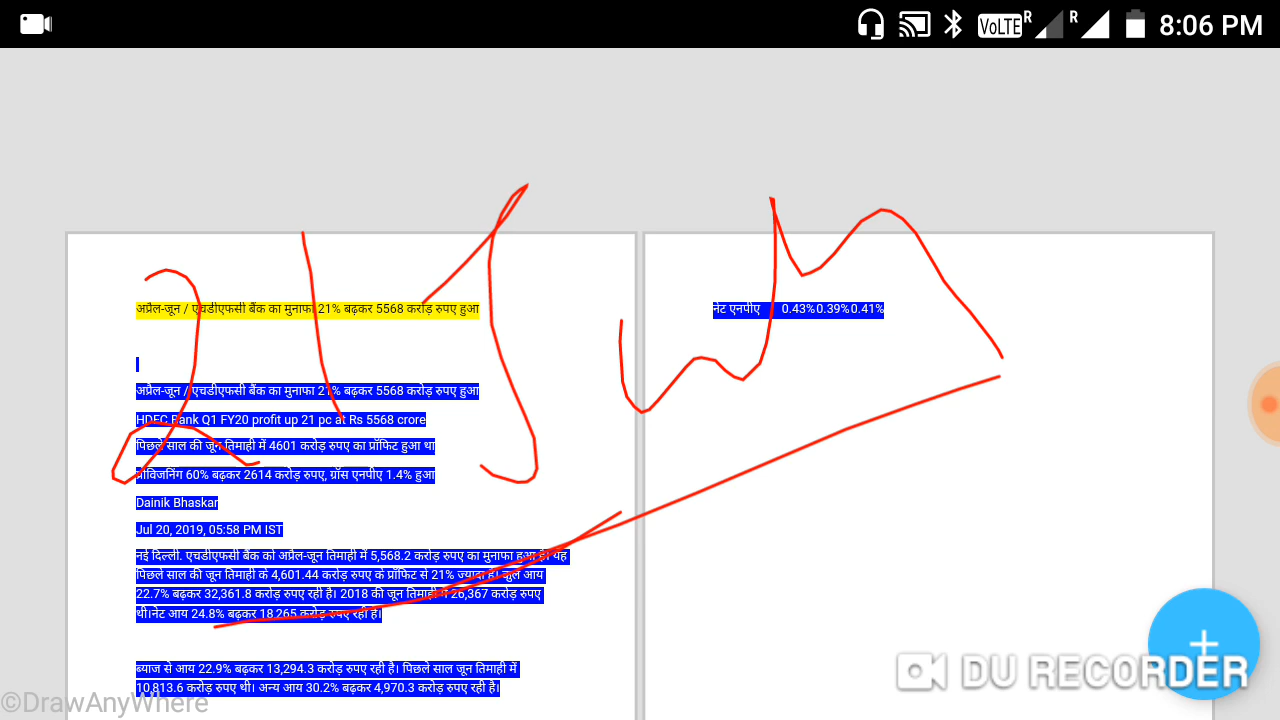 VoLTE R R 8:06 PM
अप्रैल-जून / एचडीएफसी बैंक का मुनाफा 21% बढ़कर 5568 करोड़ रुपए हुआ
अप्रैल-जून / एचडीएफसी बैंक का मुनाफा 21% बढ़कर 5568 करोड़ रुपए हुआ
HDFC Bank Q1 FY20 profit up 21 pc at Rs 5568 crore
पिछले साल की जून तिमाही में 4601 करोड़ रुपए का प्रॉफिट हुआ था
प्रोविजनिंग 60% बढ़कर 2614 करोड़ रुपए, ग्रॉस एनपीए 1.4% हुआ
Dainik Bhaskar
Jul 20, 2019, 05:58 PM IST
नई दिल्ली. एचडीएफसी बैंक को अप्रैल-जून तिमाही में 5,568.2 करोड़ रुपए का मुनाफा हुआ है। यह
पिछले साल की जून तिमाही के 4,601.44 करोड़ रुपए के प्रॉफिट से 21% ज्यादा है। कुल आय
22.7% बढ़कर 32,361.8 करोड़ रुपए रही है। 2018 की जून तिमाही में 26,367 करोड़ रुपए
थी।नेट आय 24.8% बढ़कर 18,265 करोड़ रुपए रही है।
ब्याज से आय 22.9% बढ़कर 13,294.3 करोड़ रुपए रही है। पिछले साल जून तिमाही में
10,813.6 करोड़ रुपए थी। अन्य आय 30.2% बढ़कर 4,970.3 करोड़ रुपए रही है।
नेट एनपीए 0.43%0.39%0.41%
DU RECORDER
©DrawAnyWhere